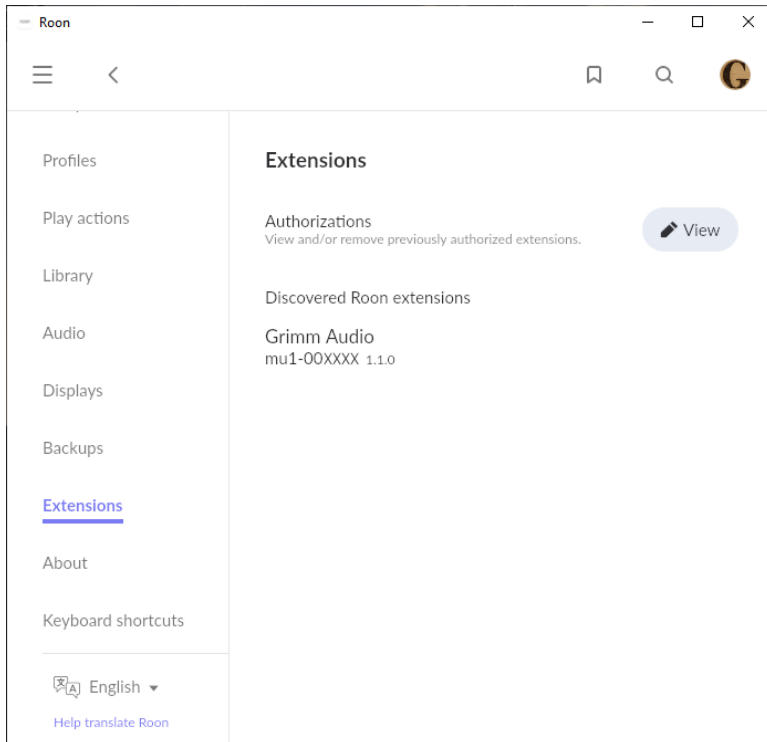 Roon
G
Profiles
Play actions
Library
Audio
Displays
Backups
Extensions
About
Keyboard shortcuts
English
Help translate Roon
Extensions
Authorizations
View and/or remove previously authorized extensions.
View
Discovered Roon extensions
Grimm Audio
mu1-00XXXX 1.1.0